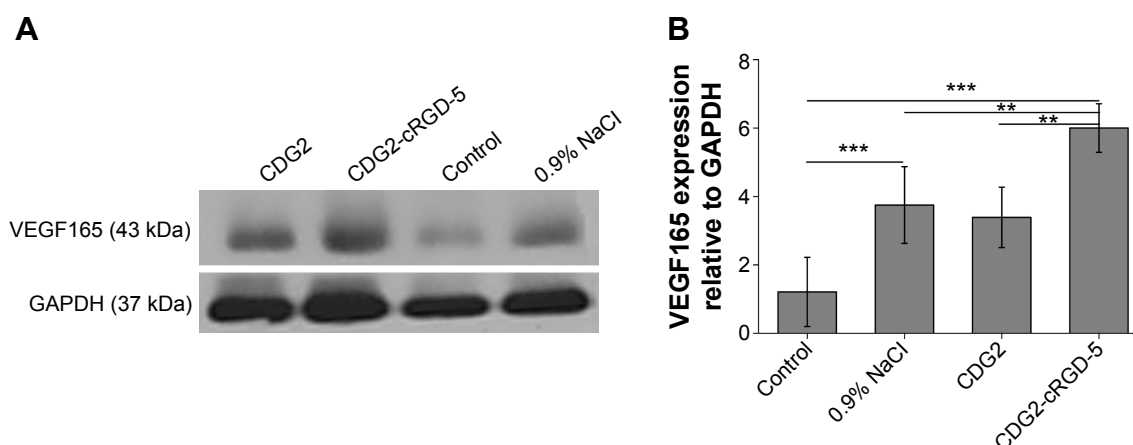 A
CDG2
CDG2-cRGD-5
Control
0.9% NaCl
VEGF165 (43 kDa)
GAPDH (37 kDa)
B
VEGF165 expression
relative to GAPDH
8
6
4
2
0
***
**
**
***
Control
0.9% NaCl
CDG2
CDG2-cRGD-5